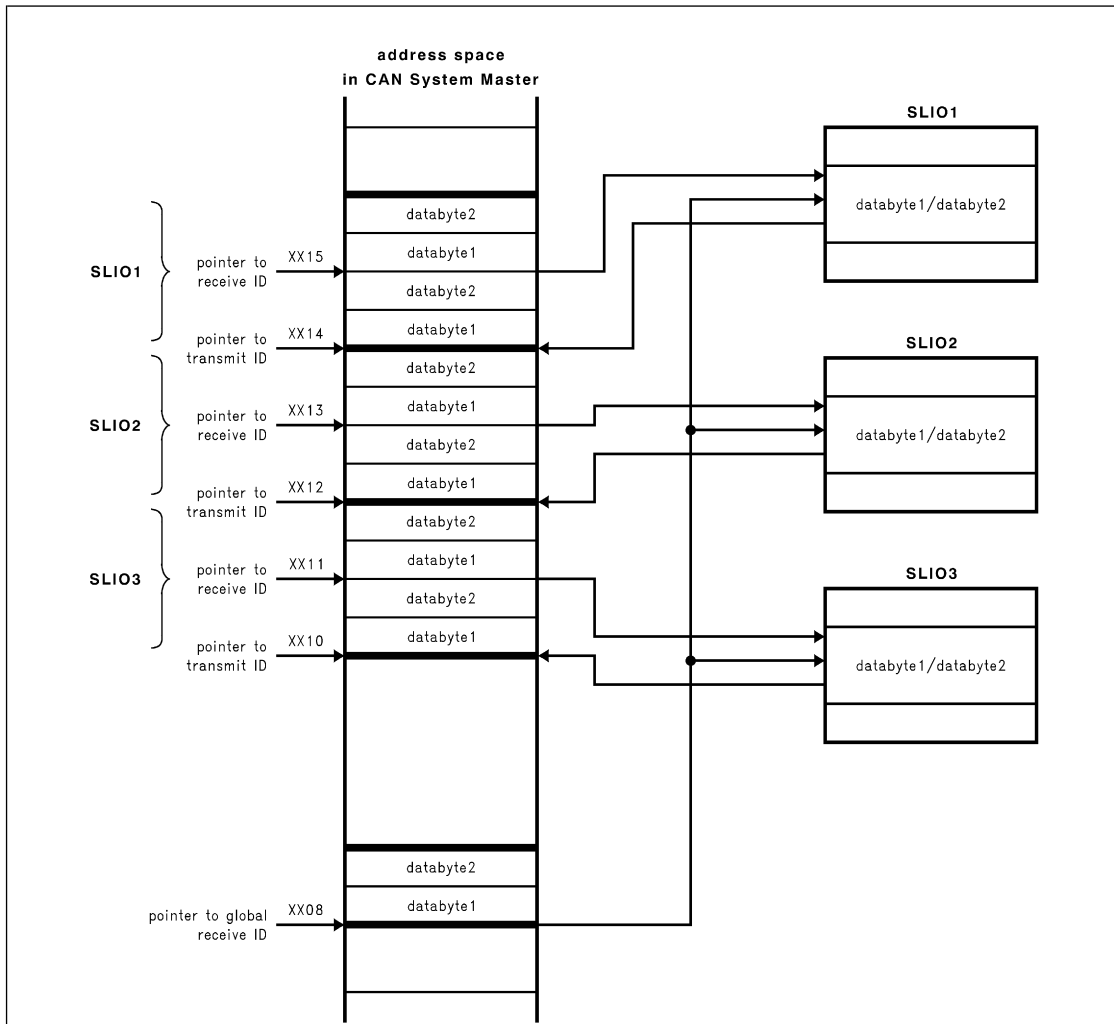 address space
in CAN System Master
SLIO1
databyte2
databyte1/databyte2
databyte1
SLIO1
pointer to
receive ID
XX15
databyte2
databyte1
pointer to
transmit ID
XX14
SLIO2
databyte2
databyte1
SLIO2
pointer to
receive ID
XX13
databyte1/databyte2
databyte2
databyte1
pointer to
transmit ID
XX12
databyte2
databyte1
SLIO3
SLIO3
pointer to
receive ID
XX11
databyte2
databyte1
pointer to
transmit ID
XX10
databyte1/databyte2
databyte2
databyte1
pointer to global
receive ID
XX08